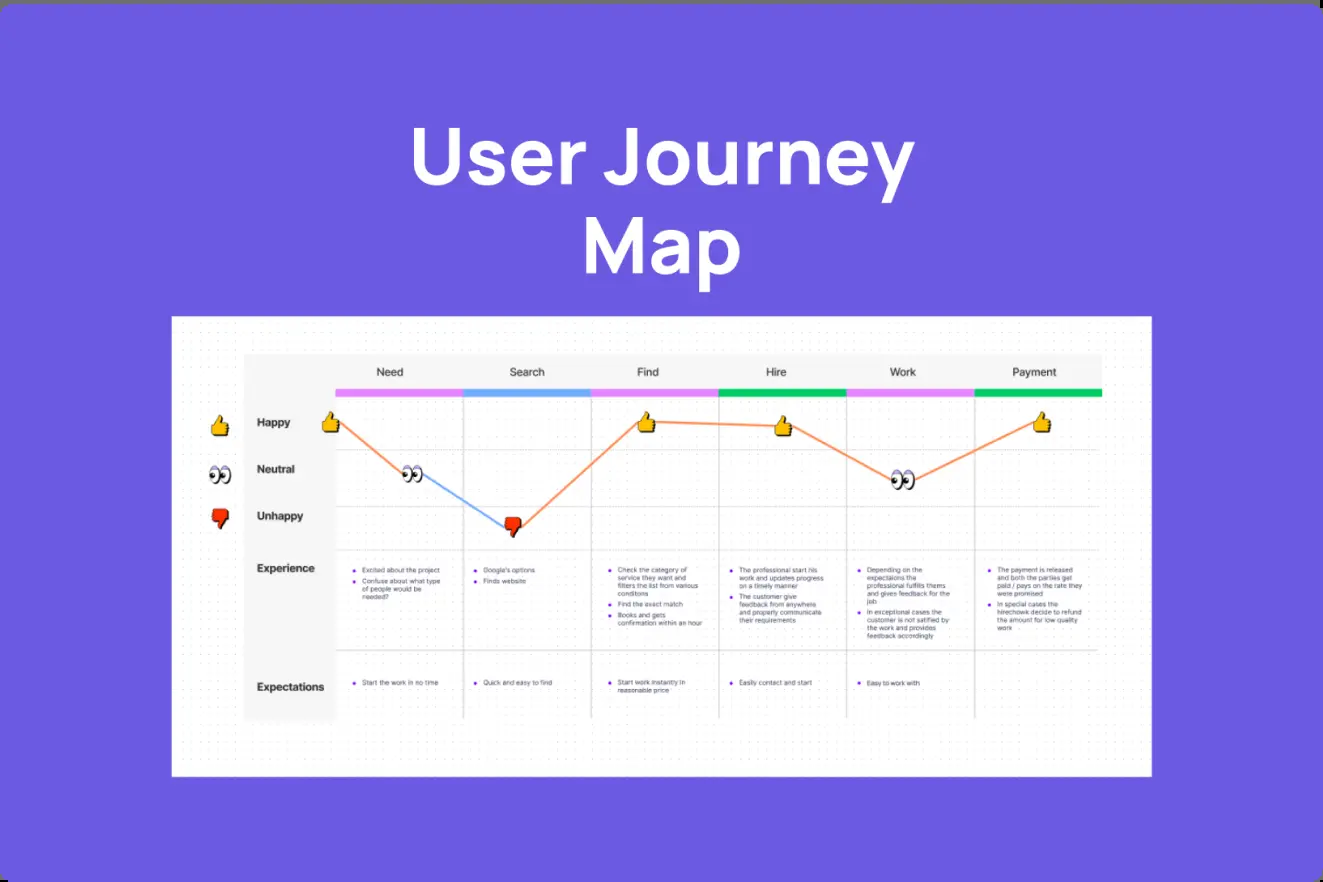 User Journey
Map
Need
Search
Find
Hire
Work
Payment
Happy
Neutral
Unhappy
Experience
Excited about the project
Confuse about what type
of people would be
needed?
Google's options
Finds website
Check the category of
service they want and
filters the list from various
conditons
Find the exact match
Books and gets
confirmation within an hour
The professional start his
work and updates progress
on a timely manner
The customer give
feedback from anywhere
and properly communicate
their requirements
Depending on the
expectaions the
professional fulfills thems
and gives feedback for the
job
In exceptional cases the
customer is not satified by
the work and provides
feedback accordingly
The payment is released
and both the parties get
paid / pays on the rate they
were promised
In special cases the
hirechowk decide to refund
the amount for low quality
work
Expectations
Start the work in no time
Quick and easy to find
Start work instantly in
reasonable price
Easily contact and start
Easy to work with